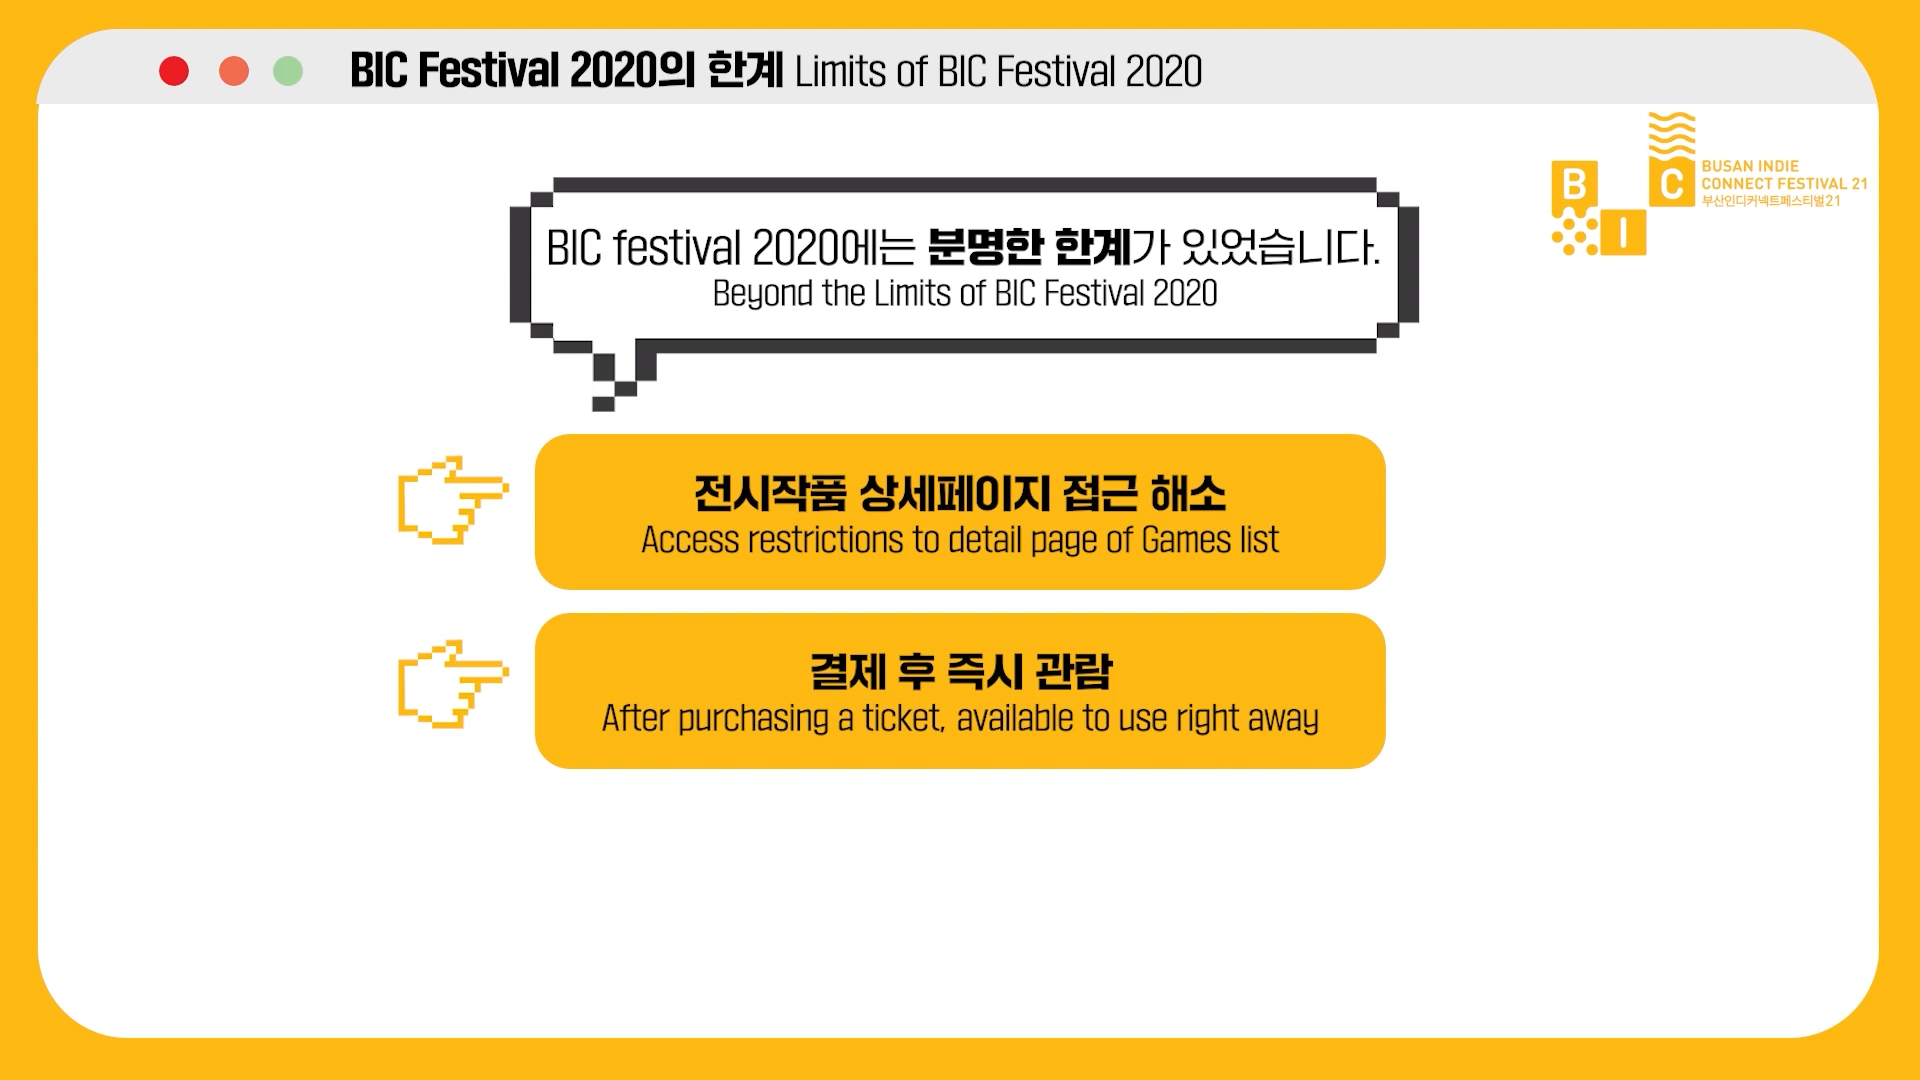 BIC Festival 2020의 한계 Limits of BIC Festival 2020
B
I
C
BUSAN INDIE
CONNECT FESTIVAL 21
부산인디커넥트페스티벌21
BIC festival 2020에는 분명한 한계가 있었습니다.
Beyond the Limits of BIC Festival 2020
전시작품 상세페이지 접근 해소
Access restrictions to detail page of Games list
결제 후 즉시 관람
After purchasing a ticket, available to use right away